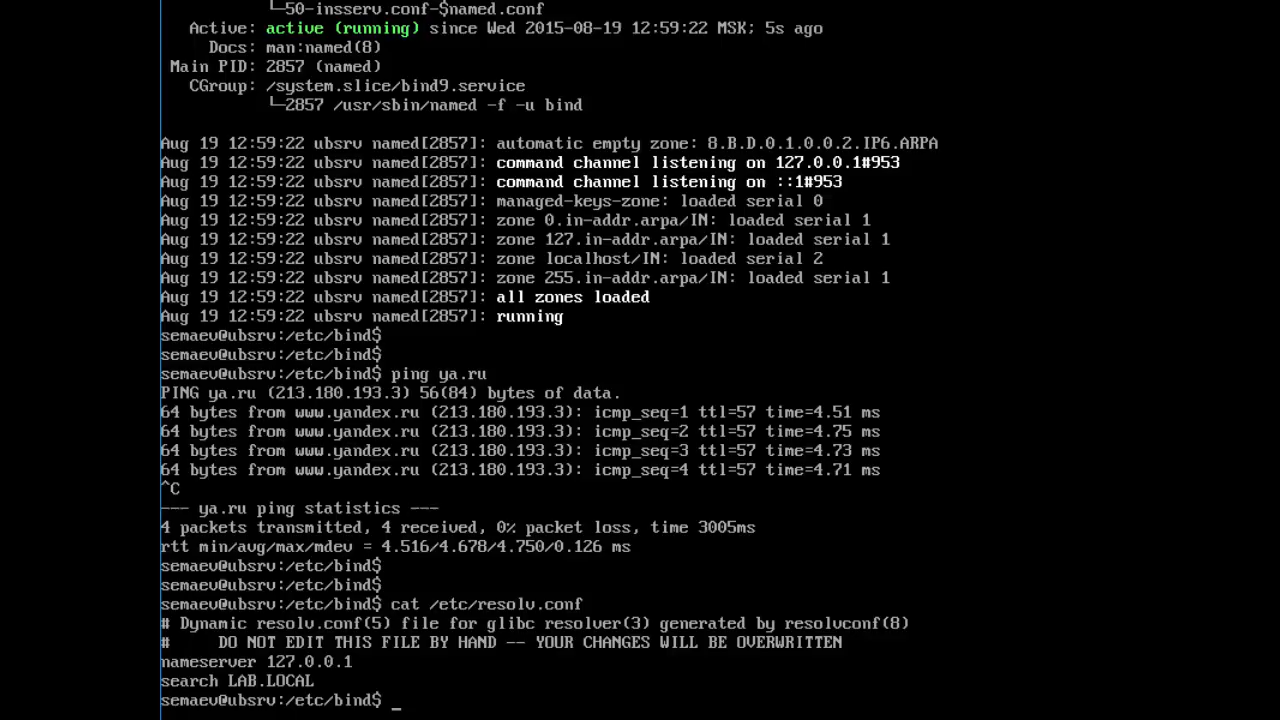 └─50-insserv.conf-$named.conf
Active: active (running) since Wed 2015-08-19 12:59:22 MSK; 5s ago
Docs: man:named(8)
Main PID: 2857 (named)
CGroup: /system.slice/bind9.service
└─2857 /usr/sbin/named -f -u bind
Aug 19 12:59:22 ubsrv named[2857]: automatic empty zone: 8.B.D.0.1.0.0.2.IP6.ARPA
Aug 19 12:59:22 ubsrv named[2857]: command channel listening on 127.0.0.1#953
Aug 19 12:59:22 ubsrv named[2857]: command channel listening on ::1#953
Aug 19 12:59:22 ubsrv named[2857]: managed-keys-zone: loaded serial 0
Aug 19 12:59:22 ubsrv named[2857]: zone 0.in-addr.arpa/IN: loaded serial 1
Aug 19 12:59:22 ubsrv named[2857]: zone 127.in-addr.arpa/IN: loaded serial 1
Aug 19 12:59:22 ubsrv named[2857]: zone localhost/IN: loaded serial 2
Aug 19 12:59:22 ubsrv named[2857]: zone 255.in-addr.arpa/IN: loaded serial 1
Aug 19 12:59:22 ubsrv named[2857]: all zones loaded
Aug 19 12:59:22 ubsrv named[2857]: running
semaev@ubsrv:/etc/bind$
semaev@ubsrv:/etc/bind$
semaev@ubsrv:/etc/bind$ ping ya.ru
PING ya.ru (213.180.193.3) 56(84) bytes of data.
64 bytes from www.yandex.ru (213.180.193.3): icmp_seq=1 ttl=57 time=4.51 ms
64 bytes from www.yandex.ru (213.180.193.3): icmp_seq=2 ttl=57 time=4.75 ms
64 bytes from www.yandex.ru (213.180.193.3): icmp_seq=3 ttl=57 time=4.73 ms
64 bytes from www.yandex.ru (213.180.193.3): icmp_seq=4 ttl=57 time=4.71 ms
^C
--- ya.ru ping statistics ---
4 packets transmitted, 4 received, 0% packet loss, time 3005ms
rtt min/avg/max/mdev = 4.516/4.678/4.750/0.126 ms
semaev@ubsrv:/etc/bind$
semaev@ubsrv:/etc/bind$
semaev@ubsrv:/etc/bind$ cat /etc/resolv.conf
# Dynamic resolv.conf(5) file for glibc resolver(3) generated by resolvconf(8)
#     DO NOT EDIT THIS FILE BY HAND -- YOUR CHANGES WILL BE OVERWRITTEN
nameserver 127.0.0.1
search LAB.LOCAL
semaev@ubsrv:/etc/bind$ _